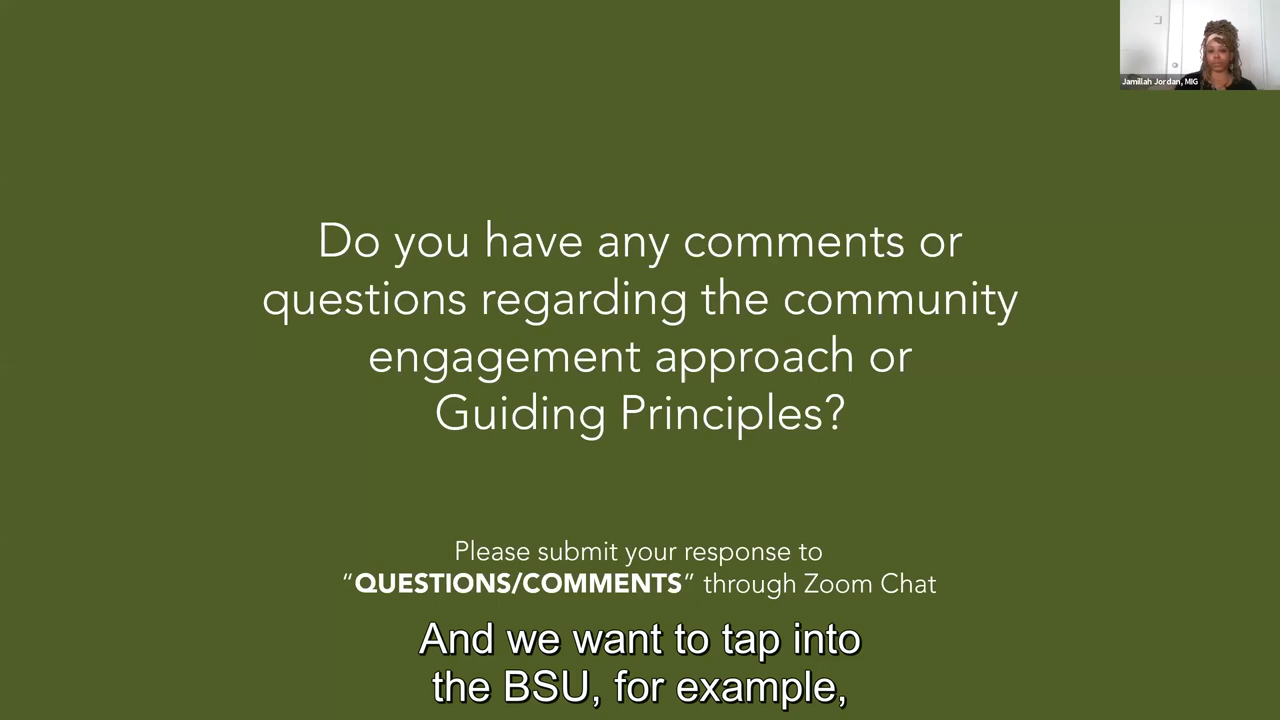 Jamillah Jordan, MIG
Do you have any comments or
questions regarding the community
engagement approach or
Guiding Principles?
Please submit your response to
“QUESTIONS/COMMENTS” through Zoom Chat
And we want to tap into
the BSU, for example,